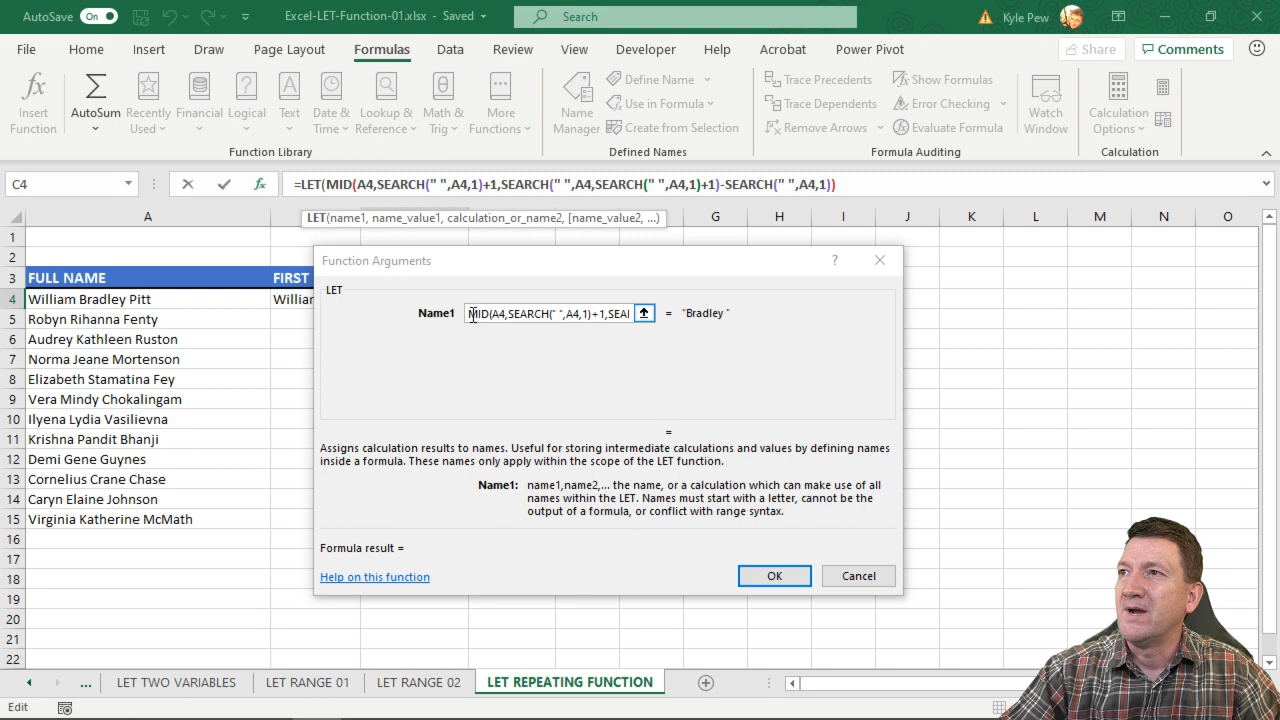 AutoSave On Excel-LET-Function-01.xlsx - Saved Search Kyle Pew
File Home Insert Draw Page Layout Formulas Data Review View Developer Help Acrobat Power Pivot Share Comments
Insert Function
AutoSum
Recently Used
Financial
Logical
Text
Date & Time
Lookup & Reference
Math & Trig
More Functions
Function Library
Name Manager
Define Name
Use in Formula
Create from Selection
Defined Names
Trace Precedents
Trace Dependents
Remove Arrows
Show Formulas
Error Checking
Evaluate Formula
Formula Auditing
Watch Window
Calculation Options
Calculation
C4 fx =LET(MID(A4,SEARCH(" ",A4,1)+1,SEARCH(" ",A4,SEARCH(" ",A4,1)+1)-SEARCH(" ",A4,1))
LET(name1, name_value1, calculation_or_name2, [name_value2, ...)
A G H I J K L M N O
1
2
3 FULL NAME FIRST
4 William Bradley Pitt William
5 Robyn Rihanna Fenty
6 Audrey Kathleen Ruston
7 Norma Jeane Mortenson
8 Elizabeth Stamatina Fey
9 Vera Mindy Chokalingam
10 Ilyena Lydia Vasilievna
11 Krishna Pandit Bhanji
12 Demi Gene Guynes
13 Cornelius Crane Chase
14 Caryn Elaine Johnson
15 Virginia Katherine McMath
16
17
18
19
20
21
22
Function Arguments ?
LET
Name1 MID(A4,SEARCH(" ",A4,1)+1,SEAI = "Bradley "
=
Assigns calculation results to names. Useful for storing intermediate calculations and values by defining names
inside a formula. These names only apply within the scope of the LET function.
Name1: name1,name2,... the name, or a calculation which can make use of all
names within the LET. Names must start with a letter, cannot be the
output of a formula, or conflict with range syntax.
Formula result =
Help on this function OK Cancel
... LET TWO VARIABLES LET RANGE 01 LET RANGE 02 LET REPEATING FUNCTION
Edit